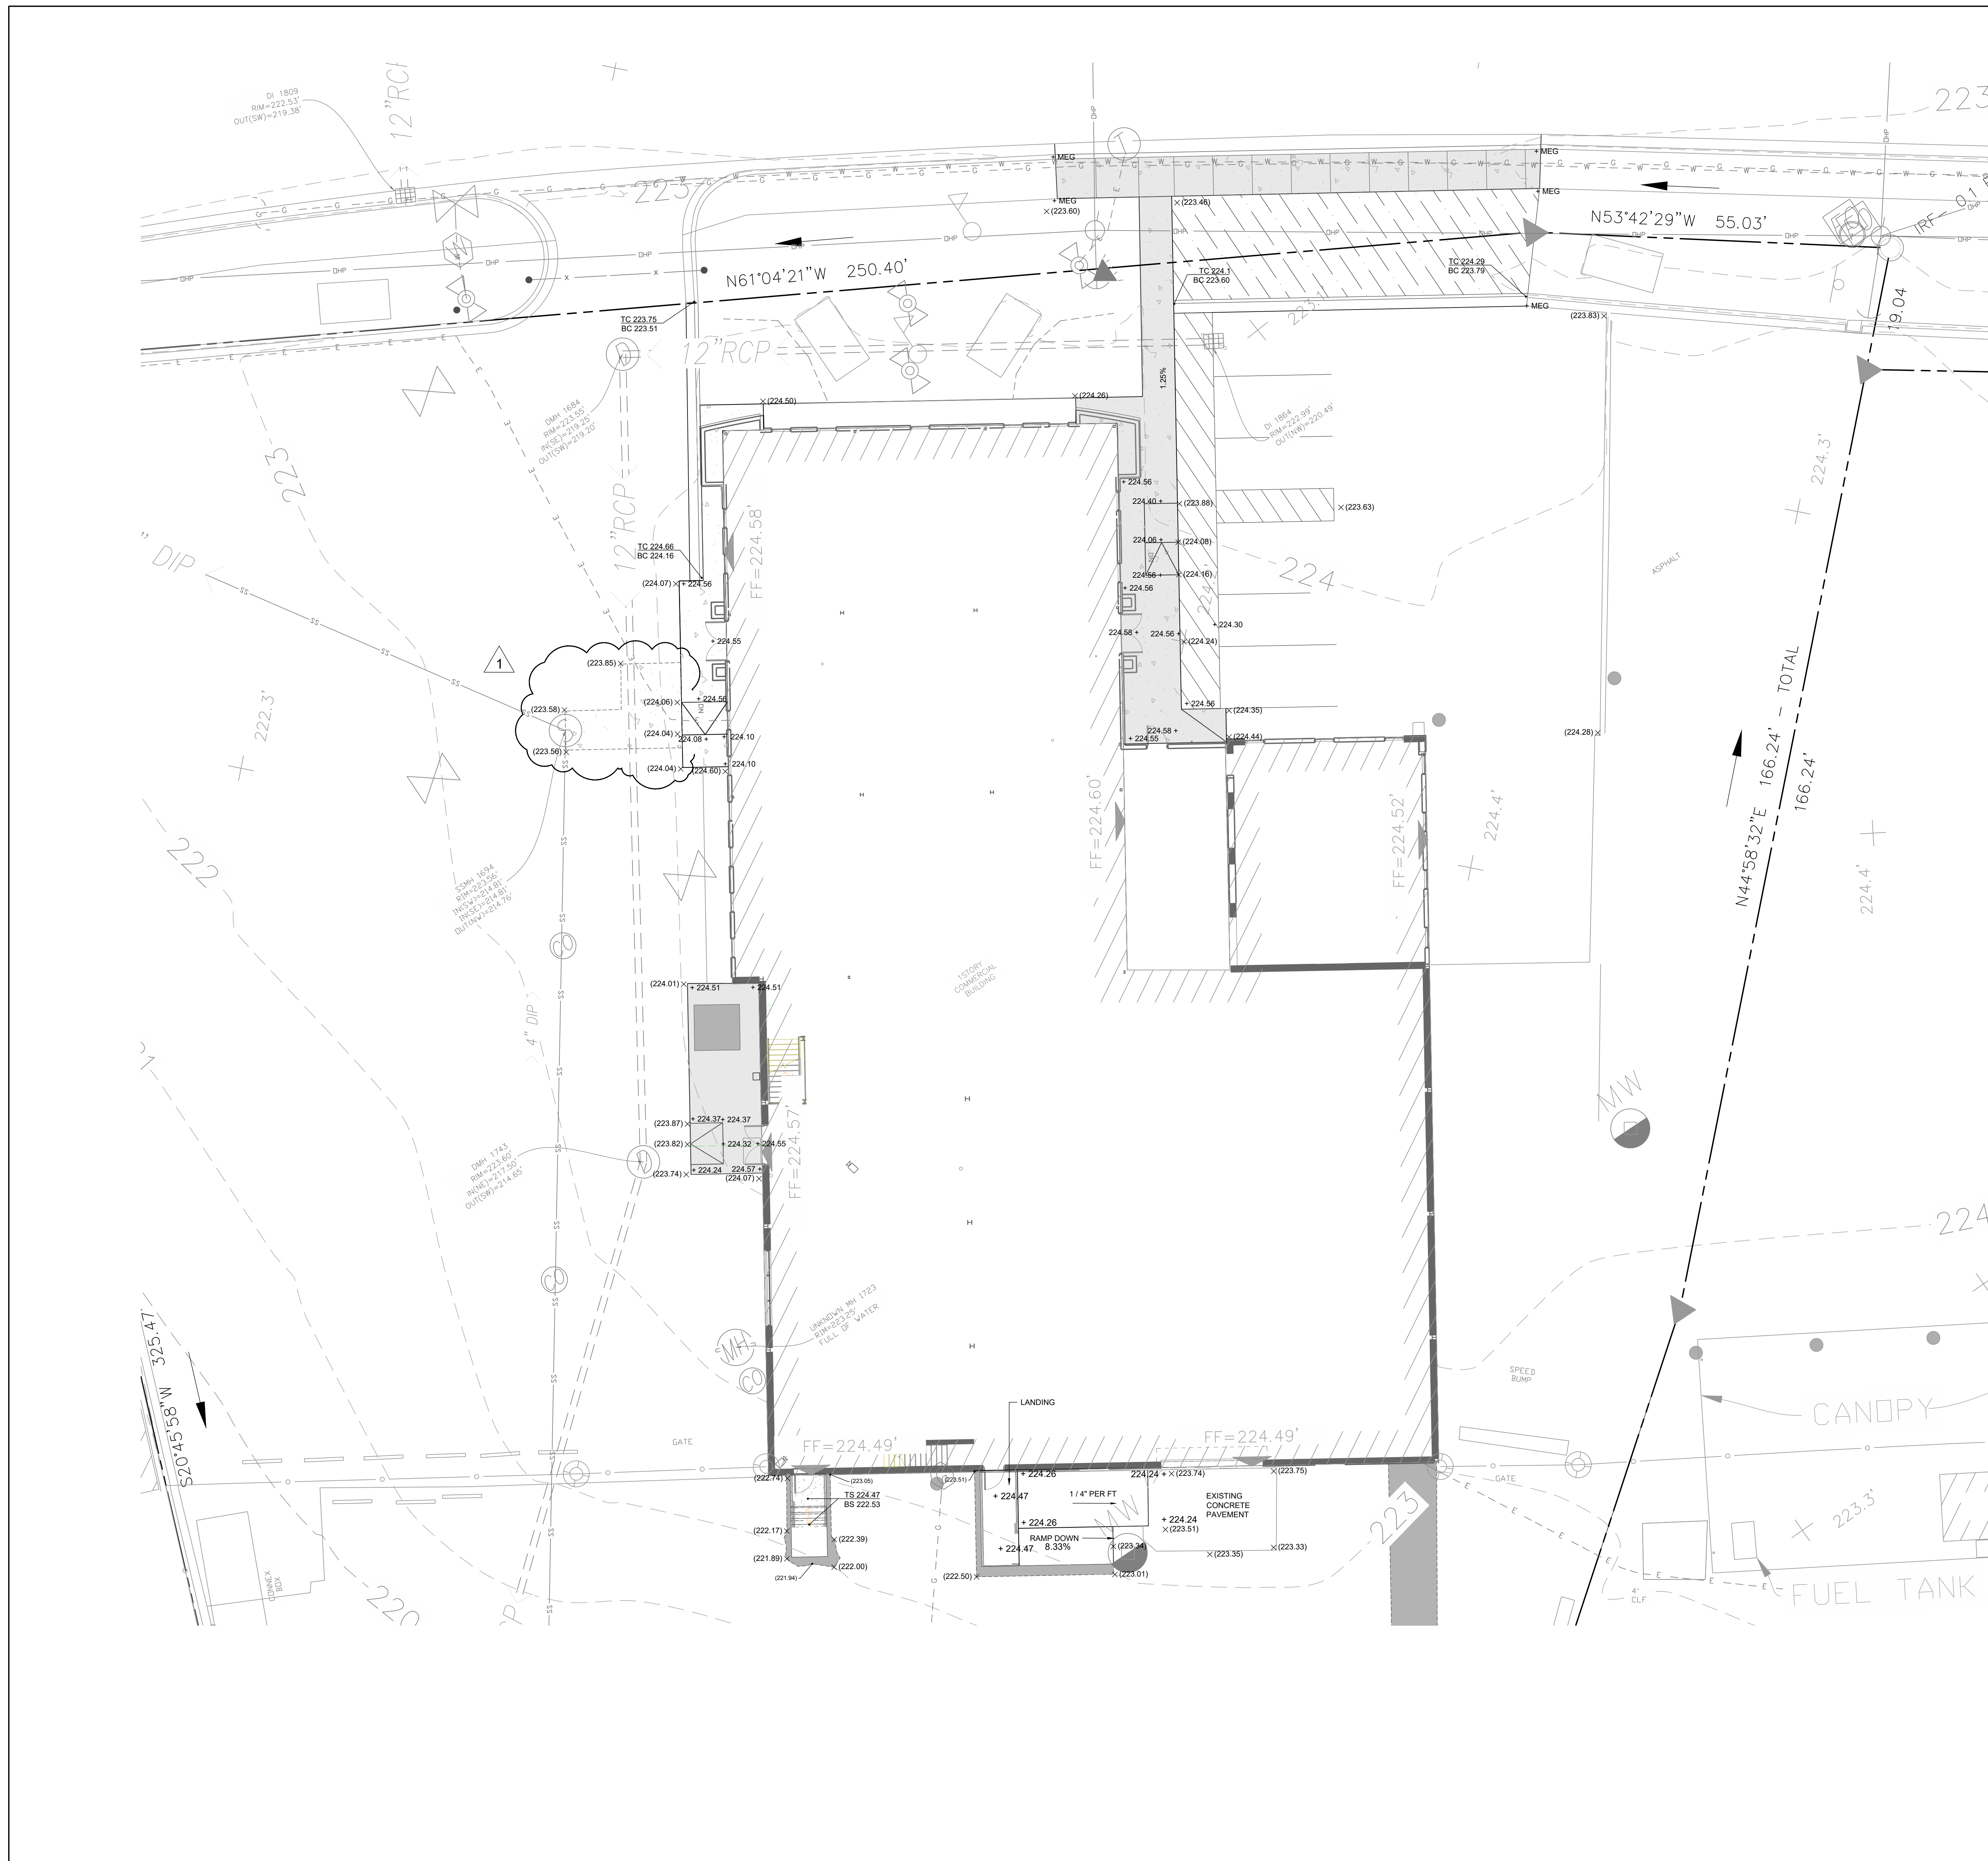 DI 1809
RIM=222.53'
OUT(SW)=219.38'
12"RCP
223
223
N61°04'21"W 250.40'
N53°42'29"W 55.03'
IRF- 0.1
19.04
+ MEG
+ MEG
+ MEG
+ MEG
MEG
(223.60)
(223.46)
TC 224.1
BC 223.60
TC 224.29
BC 223.79
TC 223.75
BC 223.51
(223.83)
12"RCP
DMH 1684
RIM=223.55'
IN(SE)=219.25'
OUT(SW)=219.20'
(224.50)
(224.26)
1.25%
DI 1864
RIM=222.99'
OUT(NW)=220.49'
223
12"RCP
FF=224.58'
+ 224.56
224.40 +
(223.88)
(223.63)
224.3'
" DIP
TC 224.66
BC 224.16
224.06 +
(224.08)
DN
224.56 +
(224.16)
+ 224.56
224
ASPHALT
(224.07)
+ 224.56
+ 224.55
224.58 +
224.56 +
(224.24)
+ 224.30
1
(223.85)
(224.06)
+ 224.56
DN
(223.58)
(224.04)
224.08 +
+ 224.10
(223.56)
(224.04)
(224.60)
+ 224.10
+ 224.56
(224.35)
224.58 +
+ 224.55
(224.44)
(224.28)
222.3'
222
FF=224.60'
FF=224.52'
224.4'
N44°58'32"E 166.24' - TOTAL
166.24'
224.4'
SSMH 1694
RIM=223.56'
IN(SW)=214.81'
IN(SE)=214.81'
OUT(NW)=214.76'
CO
4" DIP
1STORY
COMMERCIAL
BUILDING
(224.01)
+ 224.51
+ 224.51
MW
(223.87)
+ 224.37
+ 224.37
(223.82)
+ 224.32
+ 224.55
(223.74)
+ 224.24
224.57 +
(224.07)
FF=224.57'
DMH 1743
RIM=223.60'
IN(NE)=217.50'
OUT(SW)=214.65'
224
CO
UNKNOWN MH 1723
RIM=223.25'
FULL OF WATER
MH
CO
S20°45'58"W 325.47'
SPEED
BUMP
LANDING
CANOPY
GATE
FF=224.49'
FF=224.49'
GATE
(222.74)
(223.05)
(223.51)
+ 224.26
224.24 +
(223.74)
(223.75)
TS 224.47
BS 222.53
+ 224.47
1 / 4" PER FT
EXISTING
CONCRETE
PAVEMENT
MW
223
+ 224.26
+ 224.24
(223.51)
(222.17)
(222.39)
RAMP DOWN
8.33%
(223.34)
+ 224.47
(223.35)
(223.33)
(221.89)
(222.00)
(221.94)
(222.50)
(223.01)
223.3'
CONNEX
BOX
220
4'
CLF
FUEL TANK